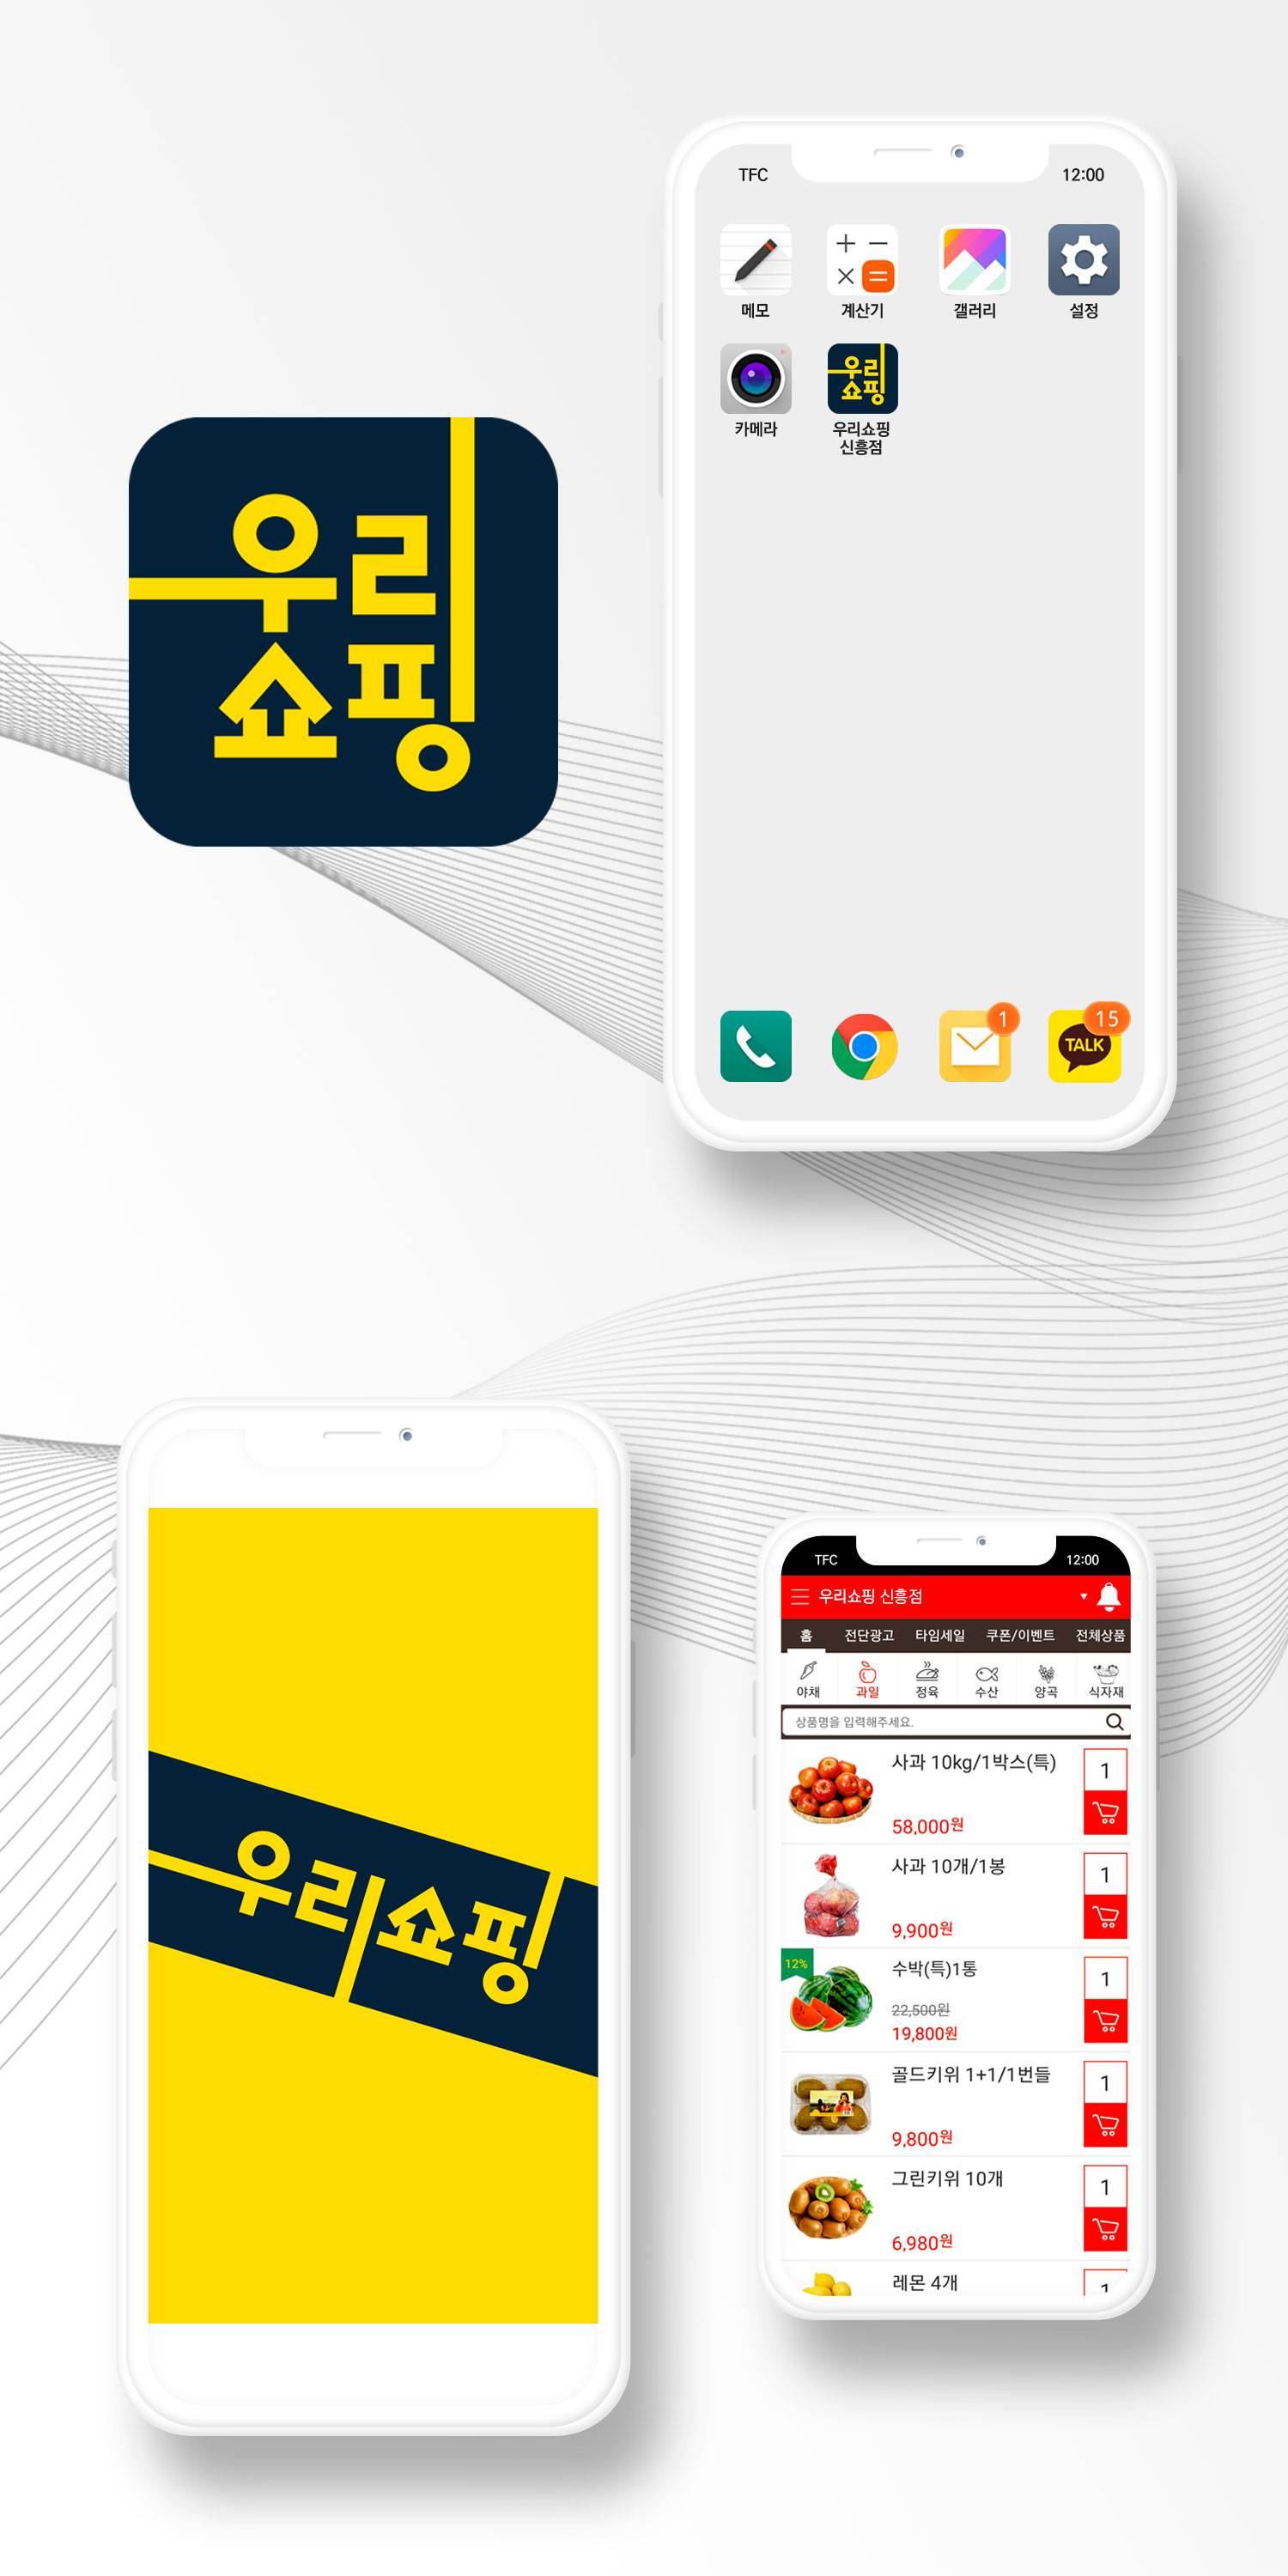 TFC
12:00
메모
계산기
갤러리
설정
우리
쇼핑
카메라
우리쇼핑
신흥점
우리
쇼핑
1
15
TALK
우리쇼핑
TFC
12:00
우리쇼핑 신흥점
홈 전단광고 타임세일 쿠폰/이벤트 전체상품
야채 과일 정육 수산 양곡 식자재
상품명을 입력해주세요.
사과 10kg/1박스(특)
1
58,000원
사과 10개/1봉
1
9,900원
12%
수박(특)1통
1
22,500원
19,800원
골드키위 1+1/1번들
1
9,800원
그린키위 10개
1
6,980원
레몬 4개
1